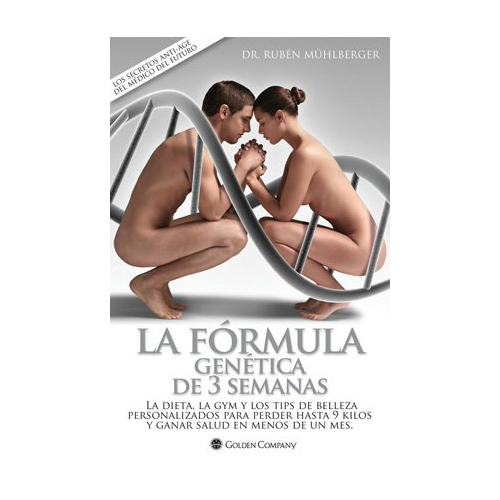 LOS SECRETOS ANTI-AGE
DEL MÉDICO DEL FUTURO
DR. RUBÉN MÜHLBERGER
LA FÓRMULA
GENÉTICA
DE 3 SEMANAS
LA DIETA, LA GYM Y LOS TIPS DE BELLEZA
PERSONALIZADOS PARA PERDER HASTA 9 KILOS
Y GANAR SALUD EN MENOS DE UN MES.
GOLDEN COMPANY